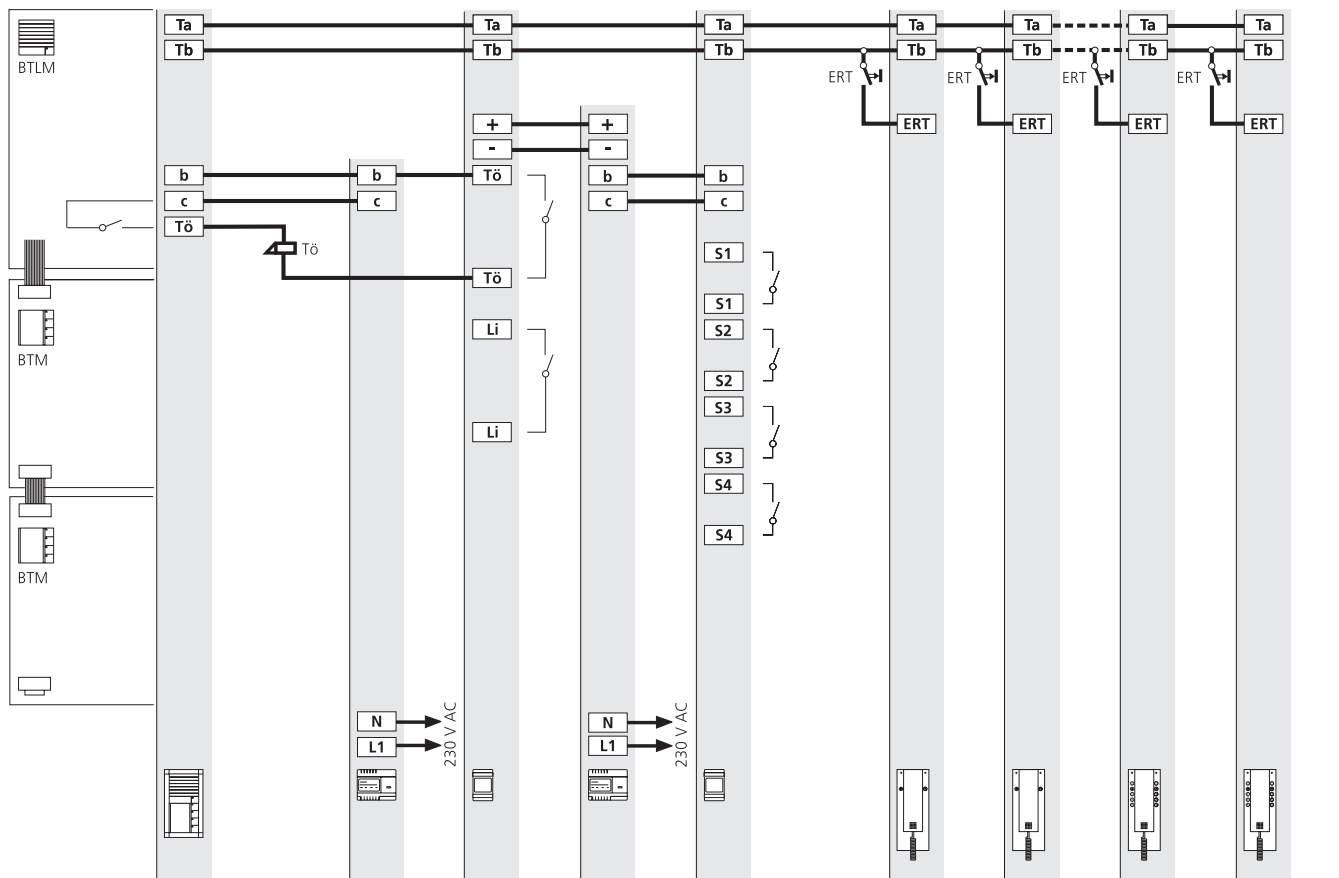 Ta Ta Ta Ta Ta Ta Ta
Tb Tb Tb Tb Tb Tb Tb
BTLM
ERT ERT ERT ERT
+ +
ERT ERT ERT ERT
- -
b b Tö b b
c c c c
Tö
Tö
S1
Tö
S1
Li S2
BTM
S2
S3
Li
S3
S4
S4
BTM
N N
230 V AC 230 V AC
L1 L1